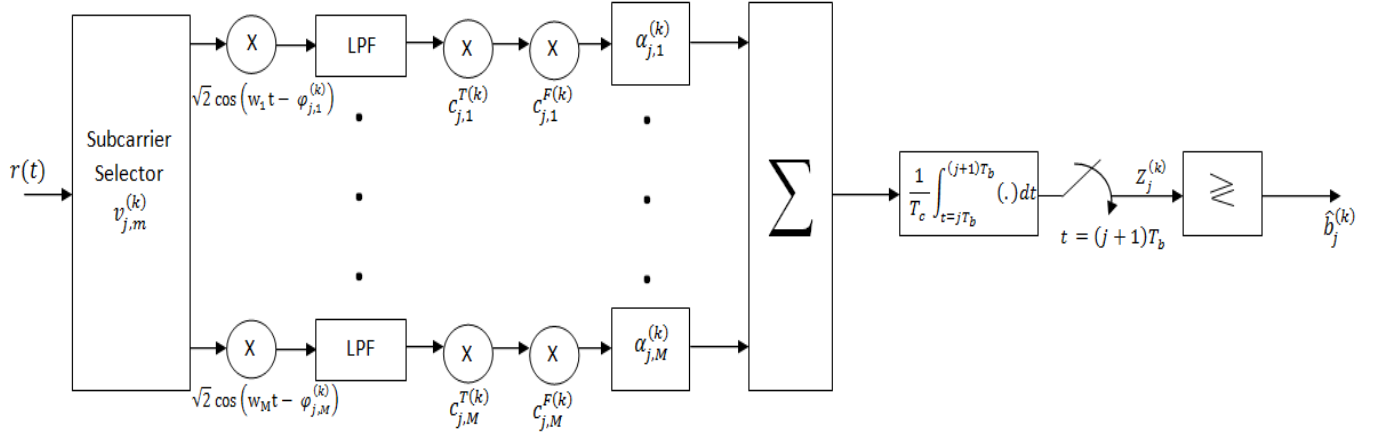 r(t)
Subcarrier
Selector
v_{j,m}^{(k)}
X
√2 cos(w₁t − φ_{j,1}^{(k)})
LPF
X
c_{j,1}^{T(k)}
X
c_{j,1}^{F(k)}
α_{j,1}^{(k)}
X
√2 cos(w_M t − φ_{j,M}^{(k)})
LPF
X
c_{j,M}^{T(k)}
X
c_{j,M}^{F(k)}
α_{j,M}^{(k)}
∑
1/T_c ∫_{t=jT_b}^{(j+1)T_b} (.)dt
t = (j + 1)T_b
Z_j^{(k)}
≷
b̂_j^{(k)}